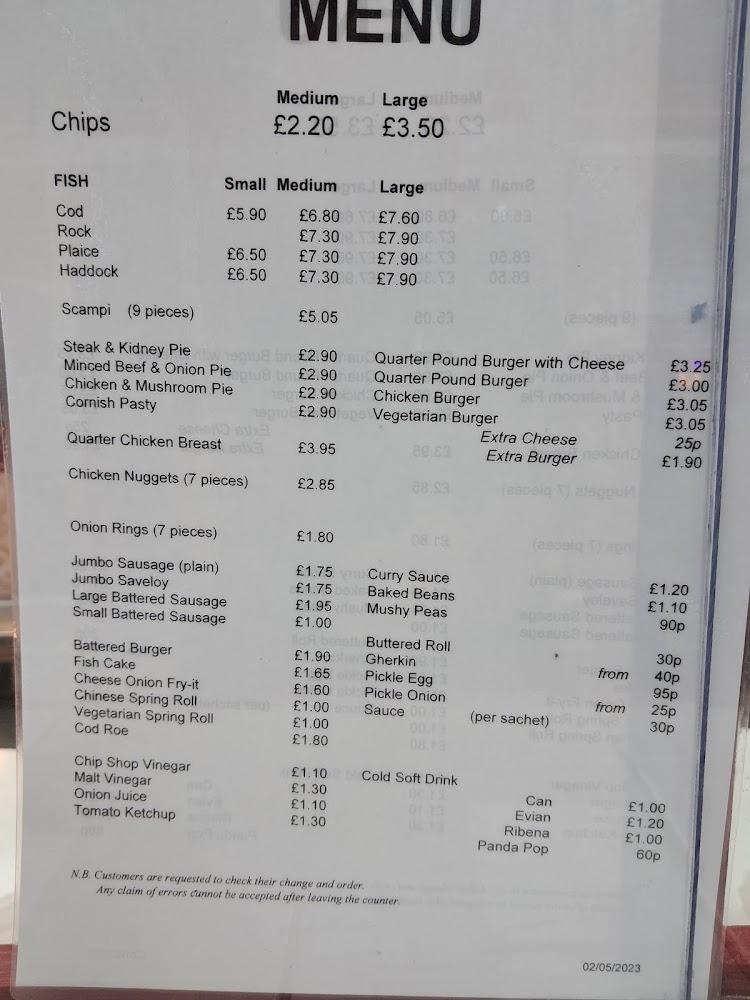 MENU
Medium Large
Chips £2.20 £3.50
FISH Small Medium Large
Cod £5.90 £6.80 £7.60
Rock £7.30 £7.90
Plaice £6.50 £7.30 £7.90
Haddock £6.50 £7.30 £7.90
Scampi (9 pieces) £5.05
Steak & Kidney Pie £2.90 Quarter Pound Burger with Cheese £3.25
Minced Beef & Onion Pie £2.90 Quarter Pound Burger £3.00
Chicken & Mushroom Pie £2.90 Chicken Burger £3.05
Cornish Pasty £2.90 Vegetarian Burger £3.05
Extra Cheese 25p
Quarter Chicken Breast £3.95 Extra Burger £1.90
Chicken Nuggets (7 pieces) £2.85
Onion Rings (7 pieces) £1.80
Jumbo Sausage (plain) £1.75 Curry Sauce £1.20
Jumbo Saveloy £1.75 Baked Beans £1.10
Large Battered Sausage £1.95 Mushy Peas 90p
Small Battered Sausage £1.00
Battered Burger £1.90 Buttered Roll 30p
Fish Cake £1.65 Gherkin from 40p
Cheese Onion Fry-it £1.60 Pickle Egg 95p
Chinese Spring Roll £1.00 Pickle Onion from 25p
Vegetarian Spring Roll £1.00 Sauce (per sachet) 30p
Cod Roe £1.80
Chip Shop Vinegar £1.10 Cold Soft Drink
Malt Vinegar £1.30 Can £1.00
Onion Juice £1.10 Evian £1.20
Tomato Ketchup £1.30 Ribena £1.00
Panda Pop 60p
N.B. Customers are requested to check their change and order.
Any claim of errors cannot be accepted after leaving the counter.
02/05/2023